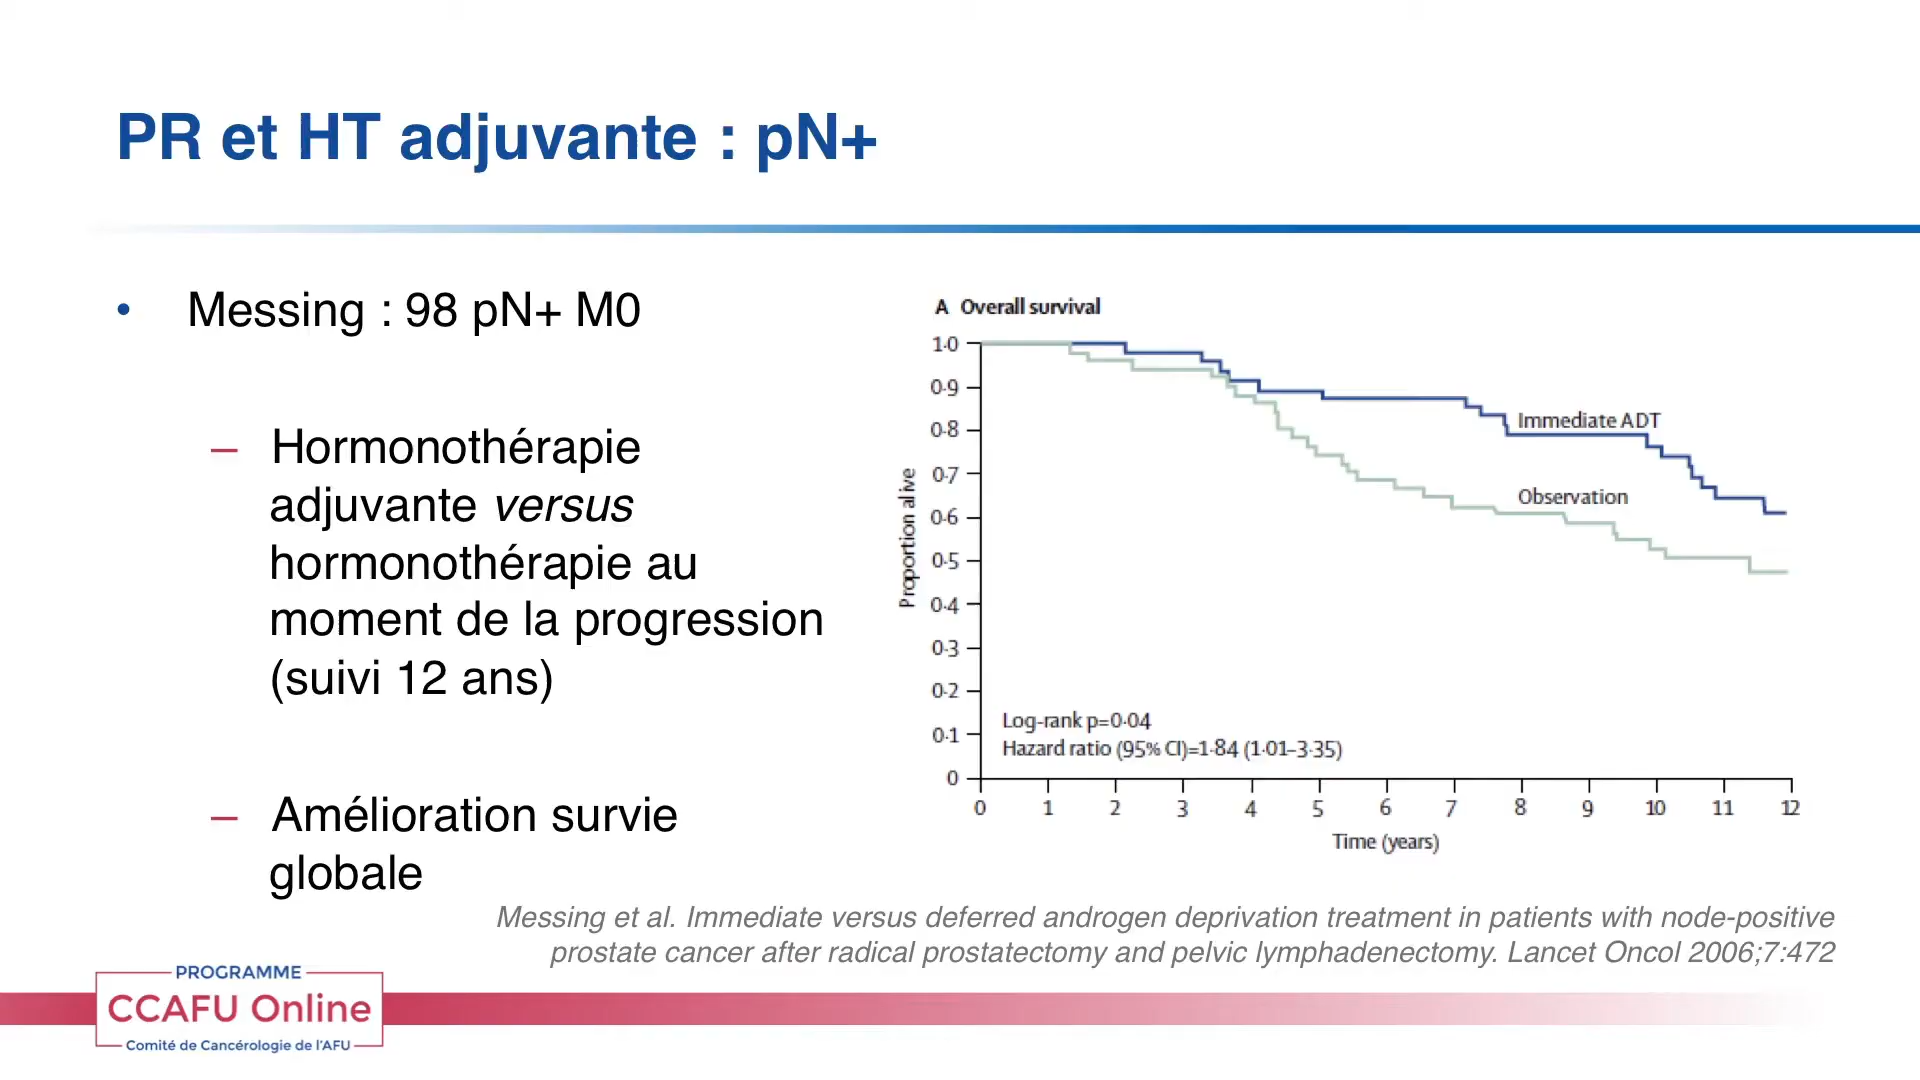 PR et HT adjuvante : pN+
• Messing : 98 pN+ M0
– Hormonothérapie
adjuvante versus
hormonothérapie au
moment de la progression
(suivi 12 ans)
– Amélioration survie
globale
A Overall survival
1·0
0·9
0·8
0·7
0·6
0·5
0·4
0·3
0·2
0·1
0
Proportion alive
Immediate ADT
Observation
Log-rank p=0·04
Hazard ratio (95% CI)=1·84 (1·01–3·35)
0 1 2 3 4 5 6 7 8 9 10 11 12
Time (years)
Messing et al. Immediate versus deferred androgen deprivation treatment in patients with node-positive
prostate cancer after radical prostatectomy and pelvic lymphadenectomy. Lancet Oncol 2006;7:472
PROGRAMME
CCAFU Online
Comité de Cancérologie de l'AFU